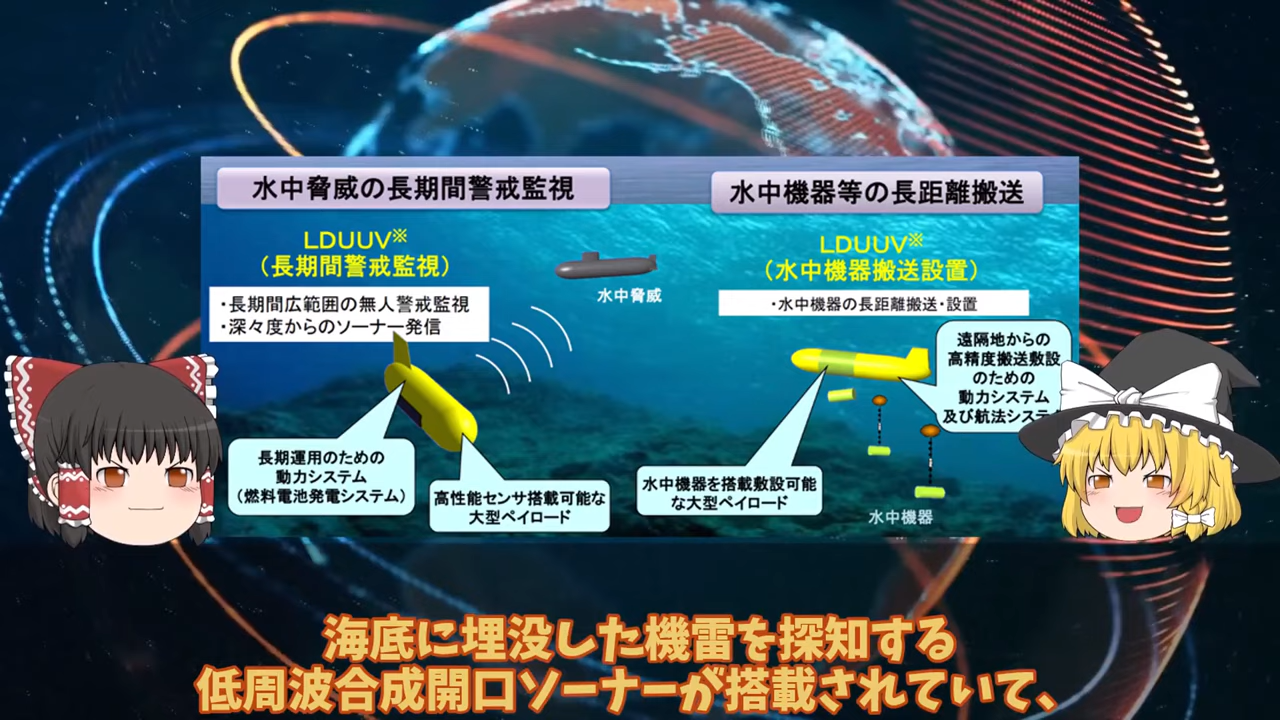 水中脅威の長期間警戒監視
水中機器等の長距離搬送
LDUUV※
(長期間警戒監視)
・長期間広範囲の無人警戒監視
・深々度からのソーナー発信
水中脅威
LDUUV※
(水中機器搬送設置)
・水中機器の長距離搬送・設置
遠隔地からの
高精度搬送敷設
のための
動力システム
及び航法システ
長期運用のための
動力システム
(燃料電池発電システム)
高性能センサ搭載可能な
大型ペイロード
水中機器を搭載敷設可能
な大型ペイロード
水中機器
海底に埋没した機雷を探知する
低周波合成開口ソーナーが搭載されていて、